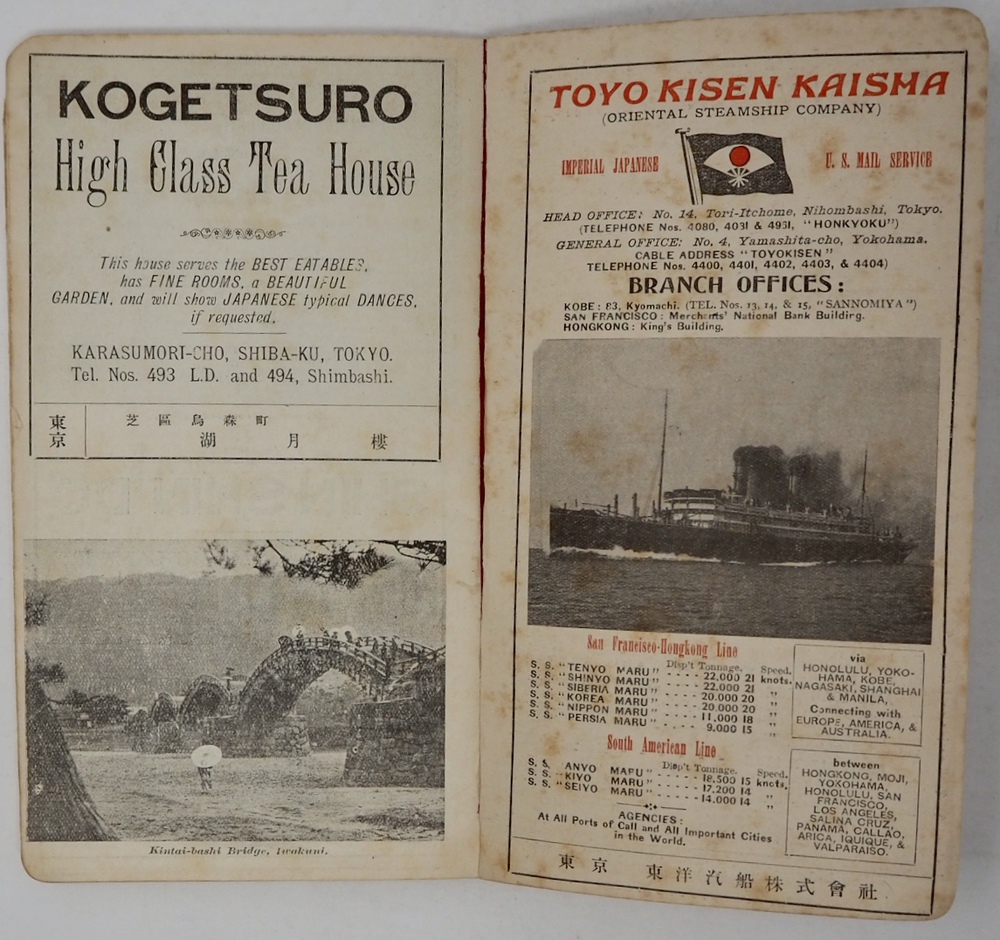 KOGETSURO
High Class Tea House
This house serves the BEST EATABLES,
has FINE ROOMS, a BEAUTIFUL
GARDEN, and will show JAPANESE typical DANCES,
if requested.
KARASUMORI-CHO, SHIBA-KU, TOKYO.
Tel. Nos. 493 L.D. and 494, Shimbashi.
東京
芝區烏森町
湖月樓
Kintai-bashi Bridge, Iwakuni.
TOYO KISEN KAISHA
(ORIENTAL STEAMSHIP COMPANY)
IMPERIAL JAPANESE
U. S. MAIL SERVICE
HEAD OFFICE: No. 14, Tori-Itchome, Nihombashi, Tokyo.
(TELEPHONE Nos. 4080, 4031 & 4951, "HONKYOKU")
GENERAL OFFICE: No. 4, Yamashita-cho, Yokohama.
CABLE ADDRESS "TOYOKISEN"
TELEPHONE Nos. 4400, 4401, 4402, 4403, & 4404)
BRANCH OFFICES:
KOBE: 83, Kyomachi. (TEL. Nos. 13, 14, & 15, "SANNOMIYA")
SAN FRANCISCO: Merchants' National Bank Building.
HONGKONG: King's Building.
San Francisco-Hongkong Line
Disp't Tonnage. Speed.
S. S. "TENYO MARU" - - - - 22,000 21 knots.
S. S. "SHINYO MARU" - - - - 22,000 21 "
S. S. "SIBERIA MARU" - - - - 20,000 20 "
S. S. "KOREA MARU" - - - - 20,000 20 "
S. S. "NIPPON MARU" - - - - 11,000 18 "
S. S. "PERSIA MARU" - - - - 9,000 15 "
via
HONOLULU, YOKO-
HAMA, KOBE,
NAGASAKI, SHANGHAI
& MANILA,
Connecting with
EUROPE, AMERICA, &
AUSTRALIA.
South American Line
Disp't Tonnage. Speed.
S. S. ANYO MARU" - - - - 18,500 15 knots.
S. S. "KIYO MARU" - - - - 17,200 14 "
S. S. "SEIYO MARU" - - - - 14,000 14 "
between
HONGKONG, MOJI,
YOKOHAMA,
HONOLULU, SAN
FRANCISCO,
LOS ANGELES,
SALINA CRUZ,
PANAMA, CALLAO,
ARICA, IQUIQUE, &
VALPARAISO.
AGENCIES:
At All Ports of Call and All Important Cities
in the World.
東京 東洋汽船株式會社